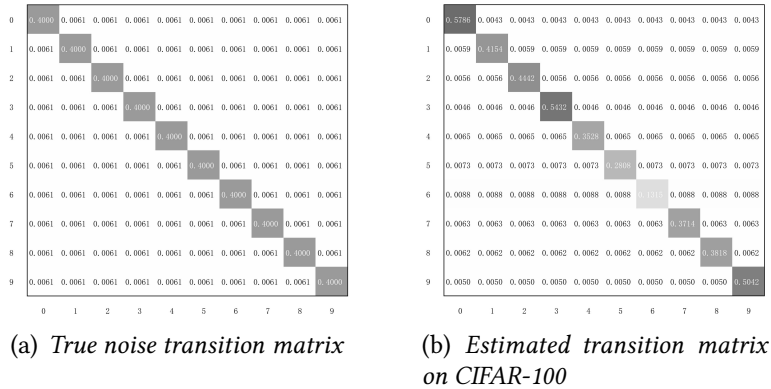 0 0.4000 0.0061 0.0061 0.0061 0.0061 0.0061 0.0061 0.0061 0.0061 0.0061
1 0.0061 0.4000 0.0061 0.0061 0.0061 0.0061 0.0061 0.0061 0.0061 0.0061
2 0.0061 0.0061 0.4000 0.0061 0.0061 0.0061 0.0061 0.0061 0.0061 0.0061
3 0.0061 0.0061 0.0061 0.4000 0.0061 0.0061 0.0061 0.0061 0.0061 0.0061
4 0.0061 0.0061 0.0061 0.0061 0.4000 0.0061 0.0061 0.0061 0.0061 0.0061
5 0.0061 0.0061 0.0061 0.0061 0.0061 0.4000 0.0061 0.0061 0.0061 0.0061
6 0.0061 0.0061 0.0061 0.0061 0.0061 0.0061 0.4000 0.0061 0.0061 0.0061
7 0.0061 0.0061 0.0061 0.0061 0.0061 0.0061 0.0061 0.4000 0.0061 0.0061
8 0.0061 0.0061 0.0061 0.0061 0.0061 0.0061 0.0061 0.0061 0.4000 0.0061
9 0.0061 0.0061 0.0061 0.0061 0.0061 0.0061 0.0061 0.0061 0.0061 0.4000
0 1 2 3 4 5 6 7 8 9
(a) True noise transition matrix
0 0.5786 0.0043 0.0043 0.0043 0.0043 0.0043 0.0043 0.0043 0.0043 0.0043
1 0.0059 0.4154 0.0059 0.0059 0.0059 0.0059 0.0059 0.0059 0.0059 0.0059
2 0.0056 0.0056 0.4442 0.0056 0.0056 0.0056 0.0056 0.0056 0.0056 0.0056
3 0.0046 0.0046 0.0046 0.5432 0.0046 0.0046 0.0046 0.0046 0.0046 0.0046
4 0.0065 0.0065 0.0065 0.0065 0.3528 0.0065 0.0065 0.0065 0.0065 0.0065
5 0.0073 0.0073 0.0073 0.0073 0.0073 0.2808 0.0073 0.0073 0.0073 0.0073
6 0.0088 0.0088 0.0088 0.0088 0.0088 0.0088 0.0088 0.0088 0.0088
7 0.0063 0.0063 0.0063 0.0063 0.0063 0.0063 0.0063 0.3714 0.0063 0.0063
8 0.0062 0.0062 0.0062 0.0062 0.0062 0.0062 0.0062 0.0062 0.3818 0.0062
9 0.0050 0.0050 0.0050 0.0050 0.0050 0.0050 0.0050 0.0050 0.0050 0.5042
0 1 2 3 4 5 6 7 8 9
(b) Estimated transition matrix
on CIFAR-100